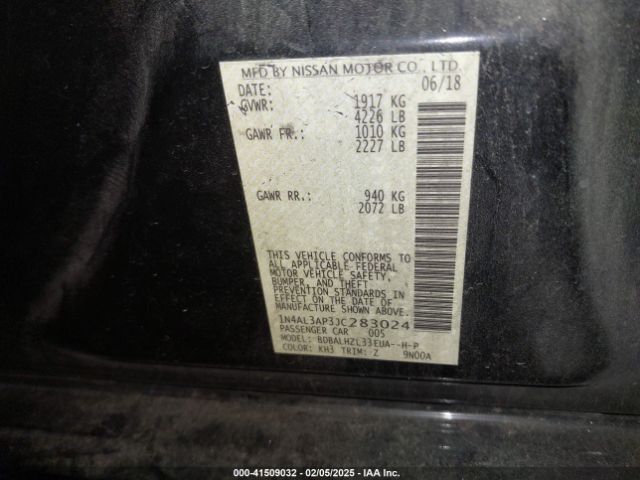 MFD BY NISSAN MOTOR CO., LTD.
DATE: 06/18
GVWR: 1917 KG
4226 LB
GAWR FR.: 1010 KG
2227 LB
GAWR RR.: 940 KG
2072 LB
THIS VEHICLE CONFORMS TO
ALL APPLICABLE FEDERAL
MOTOR VEHICLE SAFETY,
BUMPER, AND THEFT
PREVENTION STANDARDS IN
EFFECT ON THE DATE OF
MANUFACTURE SHOWN ABOVE.
1N4AL3AP3JC283024
PASSENGER CAR 005
MODEL: BDBALHZL33EUA--H-P
COLOR: KH3 TRIM: Z 9N00A
000-41509032 - 02/05/2025 - IAA Inc.